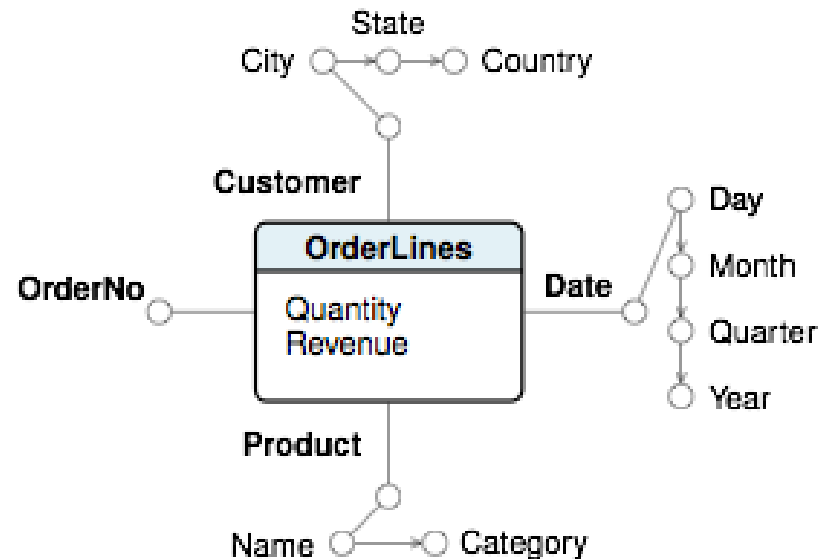 State
City
Country
Customer
OrderLines
Quantity
Revenue
OrderNo
Date
Day
Month
Quarter
Year
Product
Name
Category